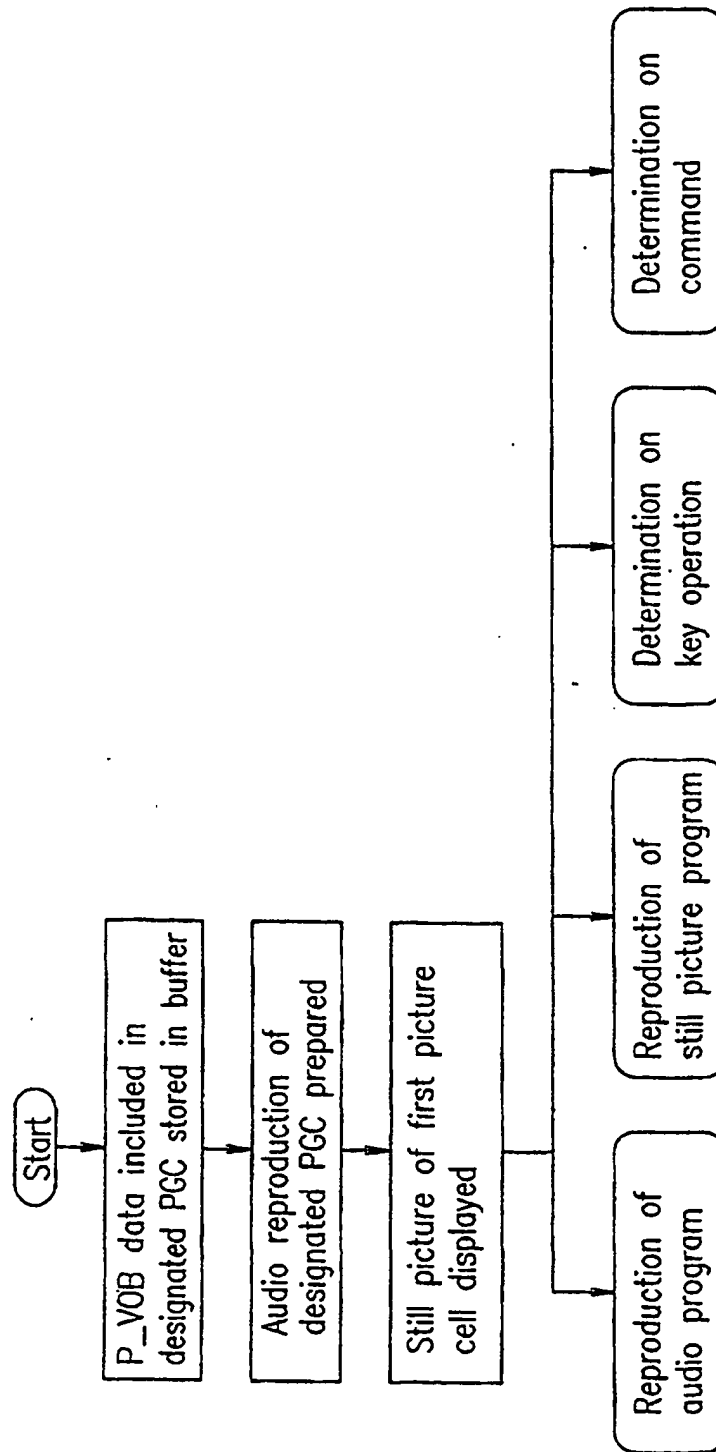 Start
P_VOB data included in
designated PGC stored in buffer
Audio reproduction of
designated PGC prepared
Still picture of first picture
cell displayed
Reproduction of
audio program
Reproduction of
still picture program
Determination on
key operation
Determination on
command